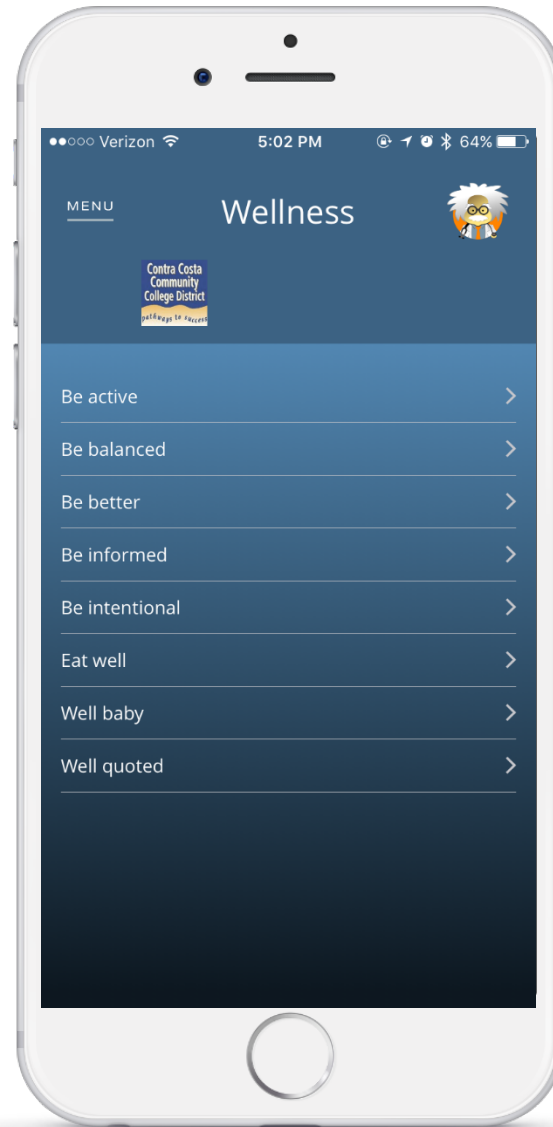 Verizon 5:02 PM 64%
MENU Wellness
Contra Costa
Community
College District
pathways to success
Be active
Be balanced
Be better
Be informed
Be intentional
Eat well
Well baby
Well quoted